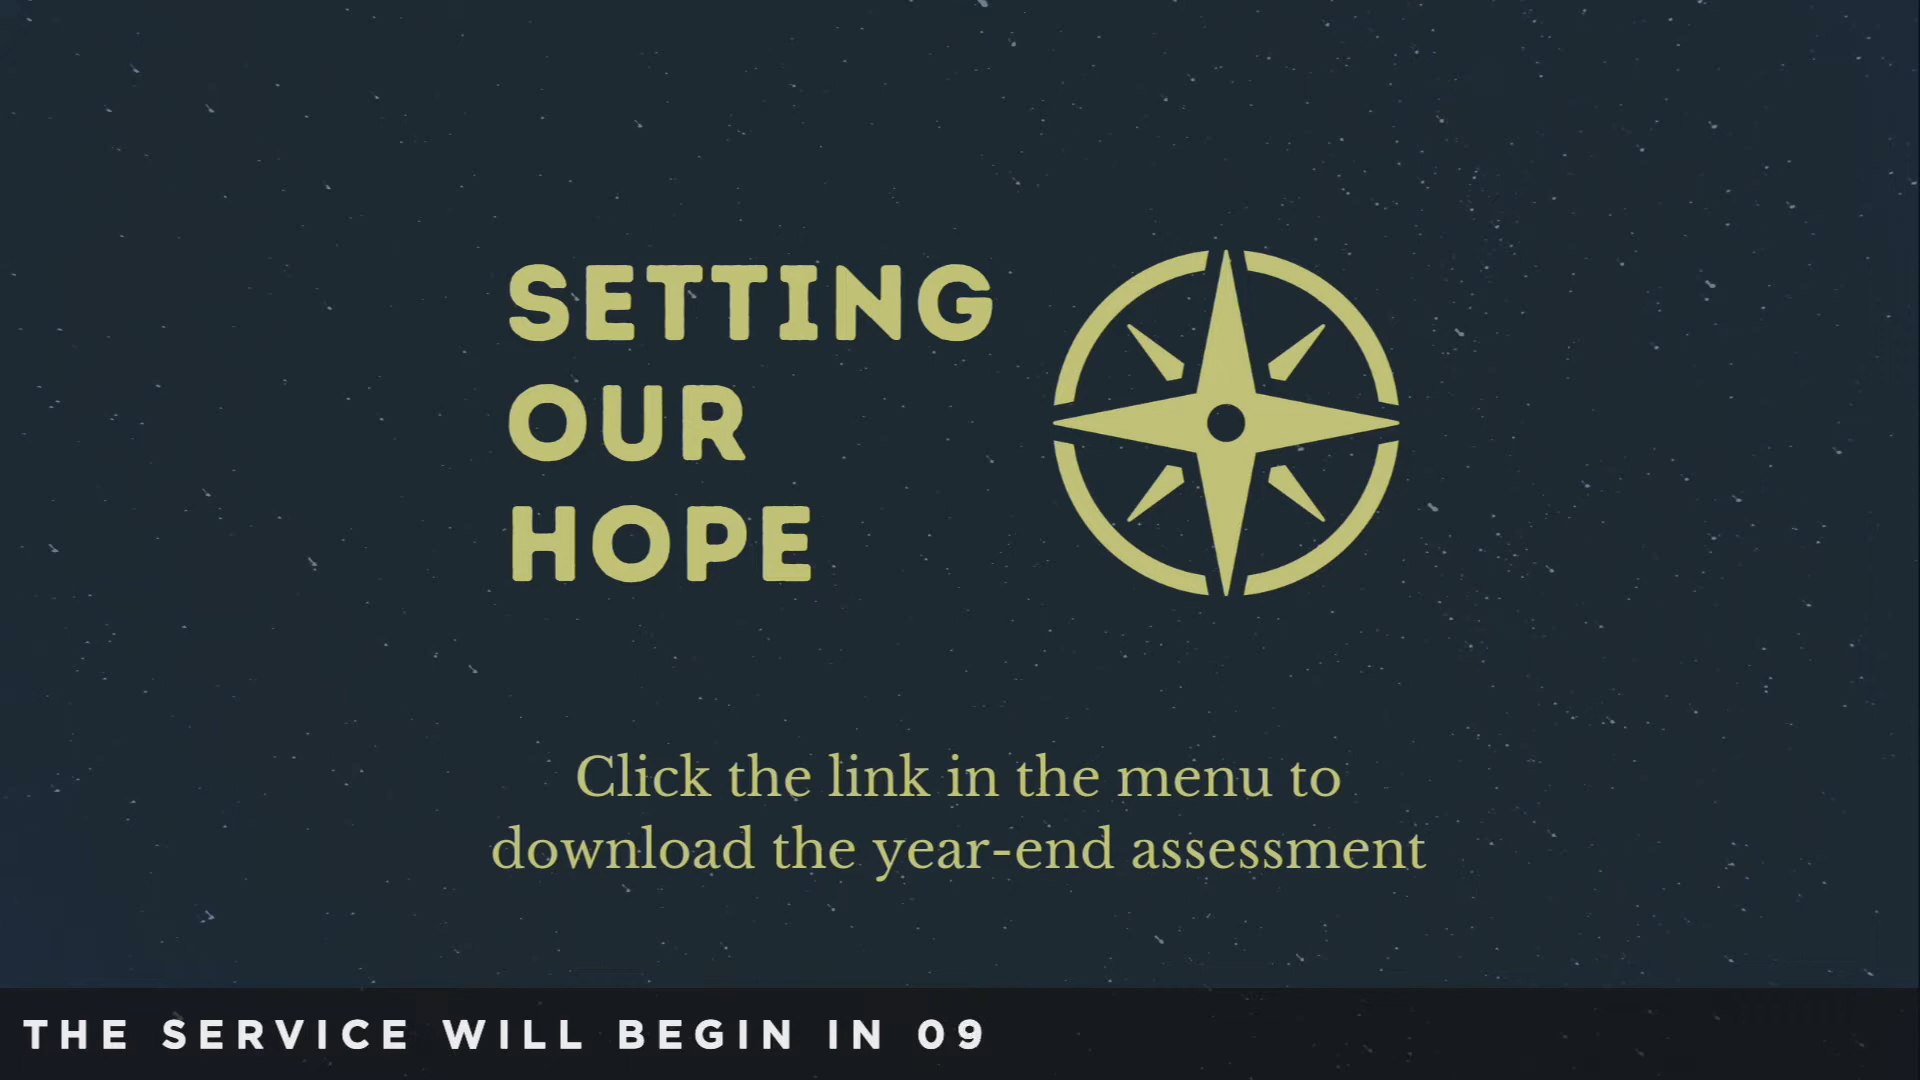 SETTING
OUR
HOPE
Click the link in the menu to
download the year-end assessment
THE SERVICE WILL BEGIN IN 09